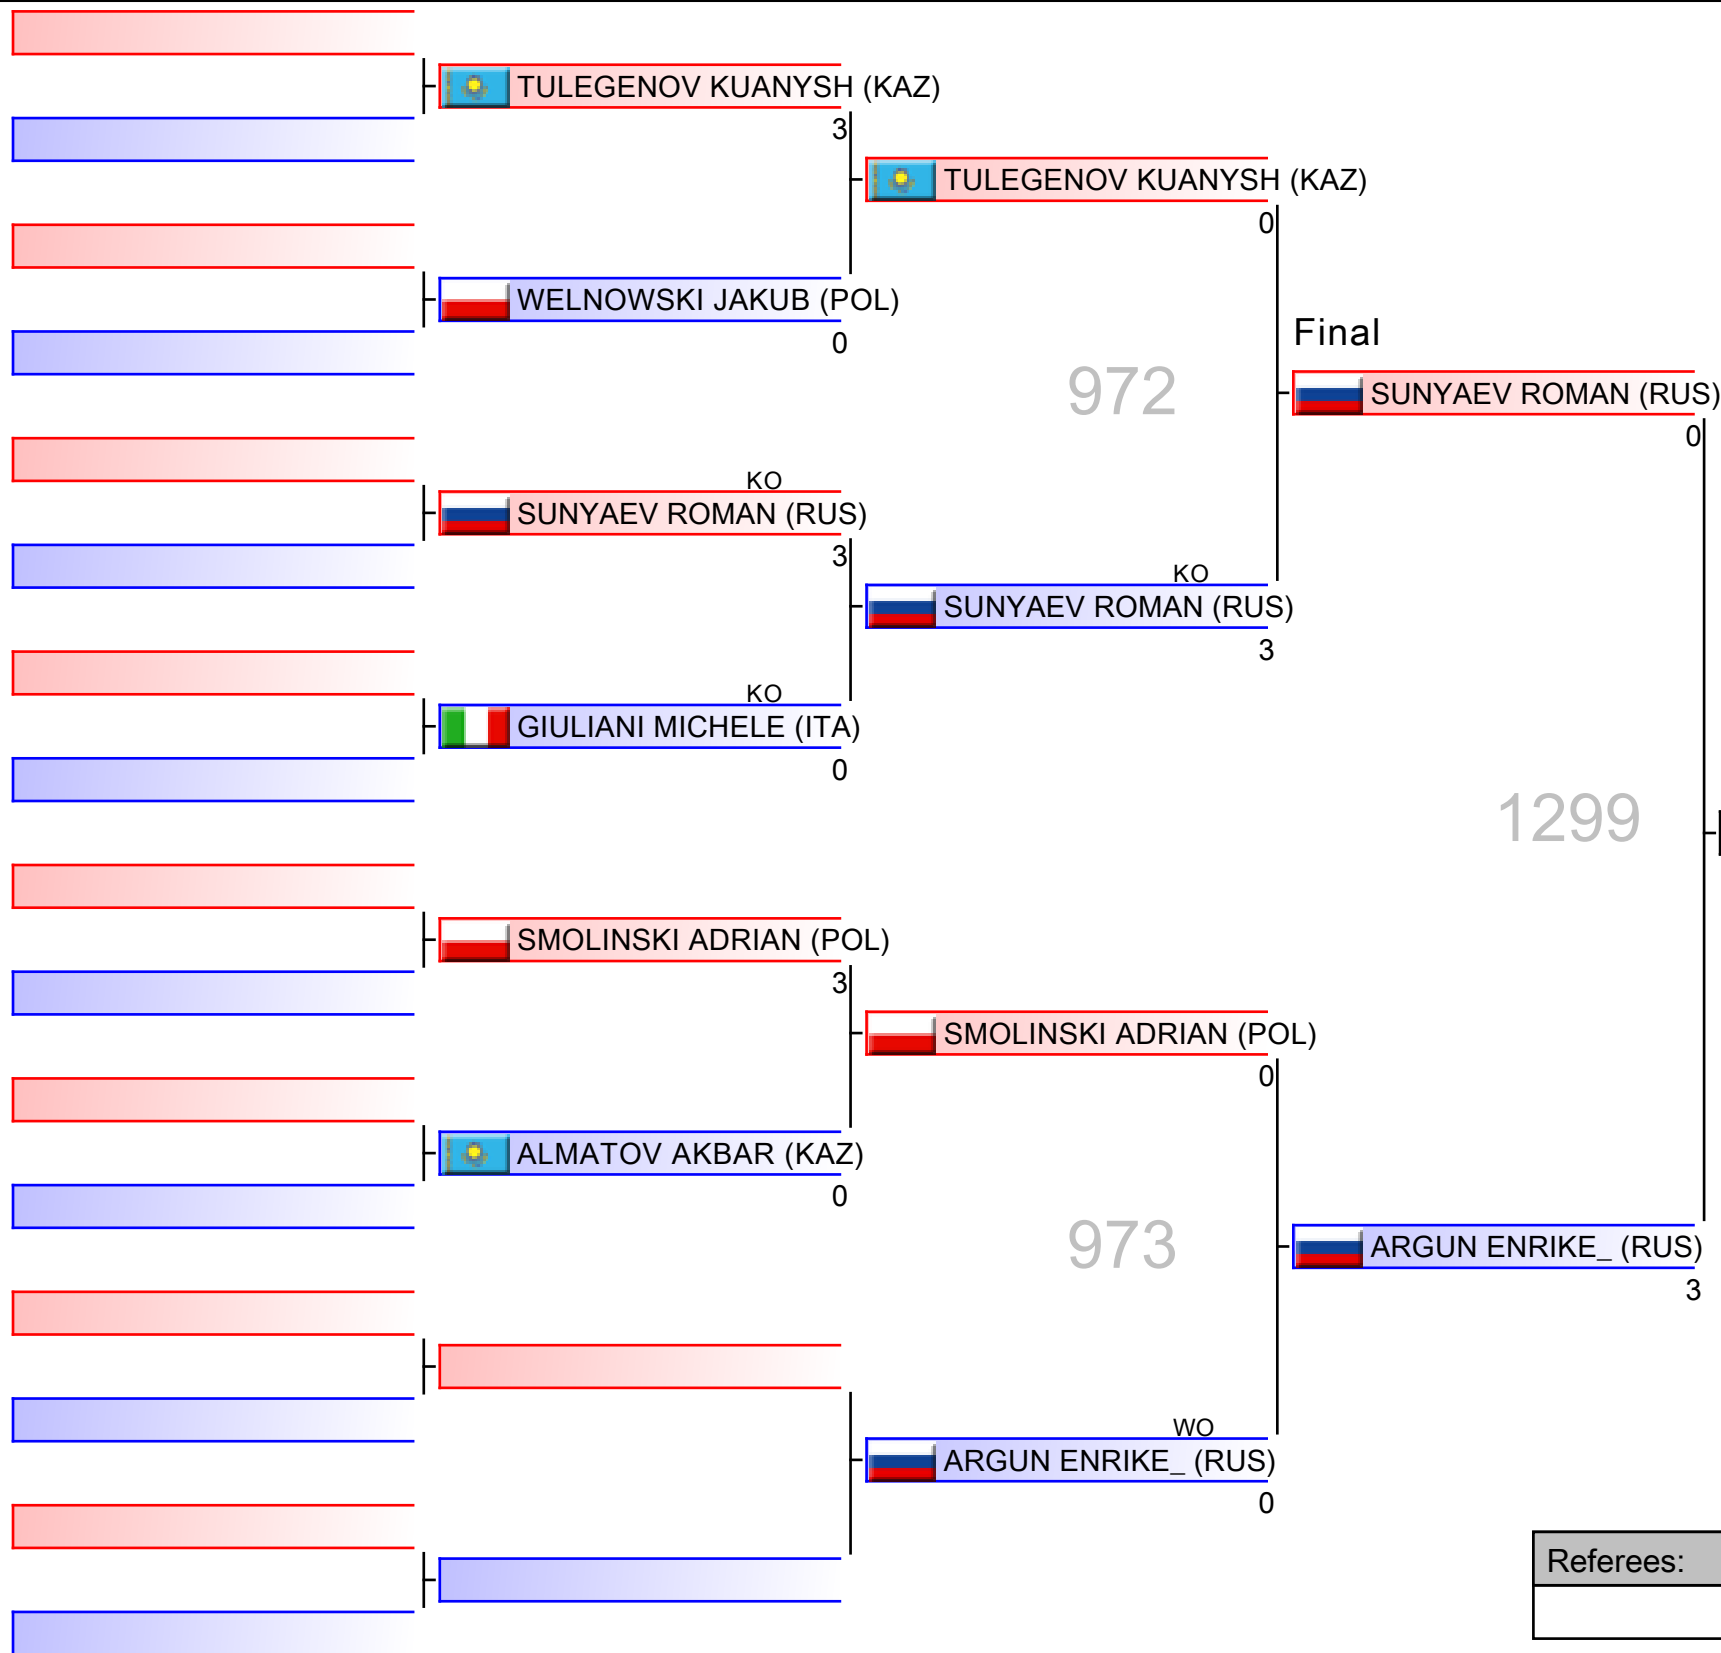 TULEGENOV KUANYSH (KAZ)
3
TULEGENOV KUANYSH (KAZ)
0
WELNOWSKI JAKUB (POL)
0
Final
972
SUNYAEV ROMAN (RUS)
0
KO
SUNYAEV ROMAN (RUS)
3
KO
SUNYAEV ROMAN (RUS)
3
KO
GIULIANI MICHELE (ITA)
0
1299
SMOLINSKI ADRIAN (POL)
3
SMOLINSKI ADRIAN (POL)
0
ALMATOV AKBAR (KAZ)
0
973
ARGUN ENRIKE_ (RUS)
3
WO
ARGUN ENRIKE_ (RUS)
0
Referees: